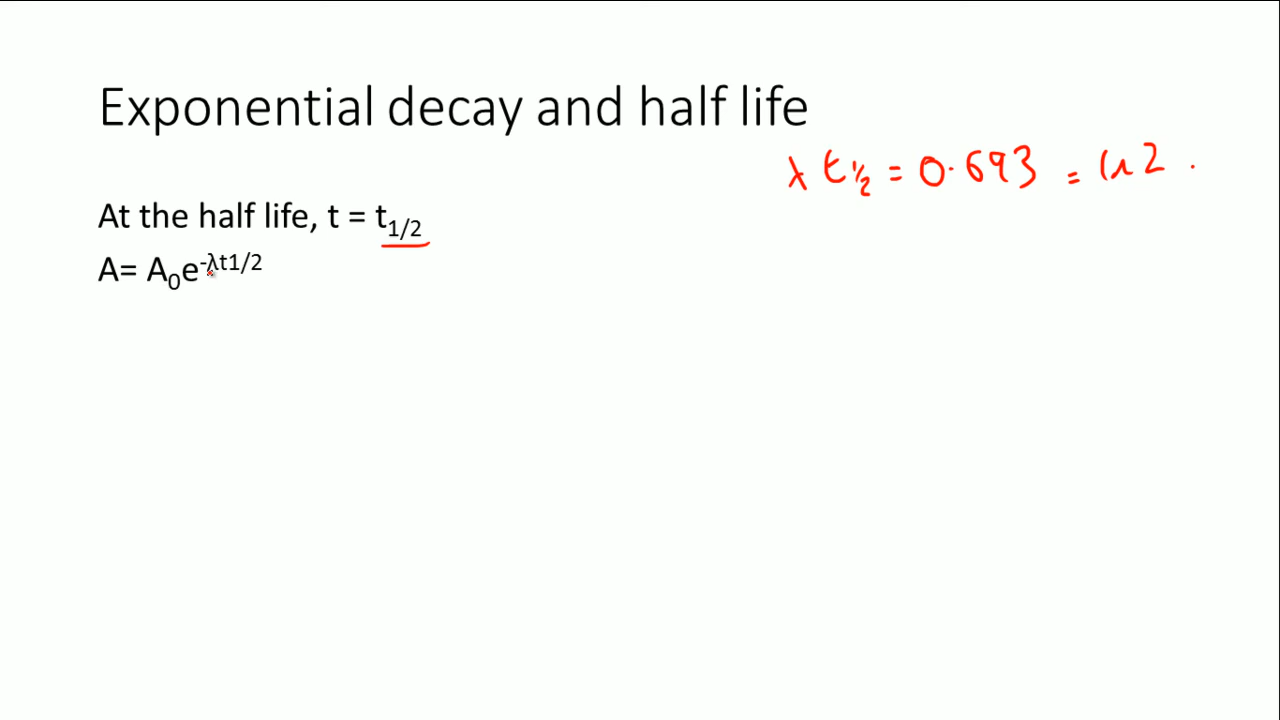 Exponential decay and half life
λ t½ = 0.693 = ln 2 .
At the half life, t = t1/2
A= A0e-λt1/2